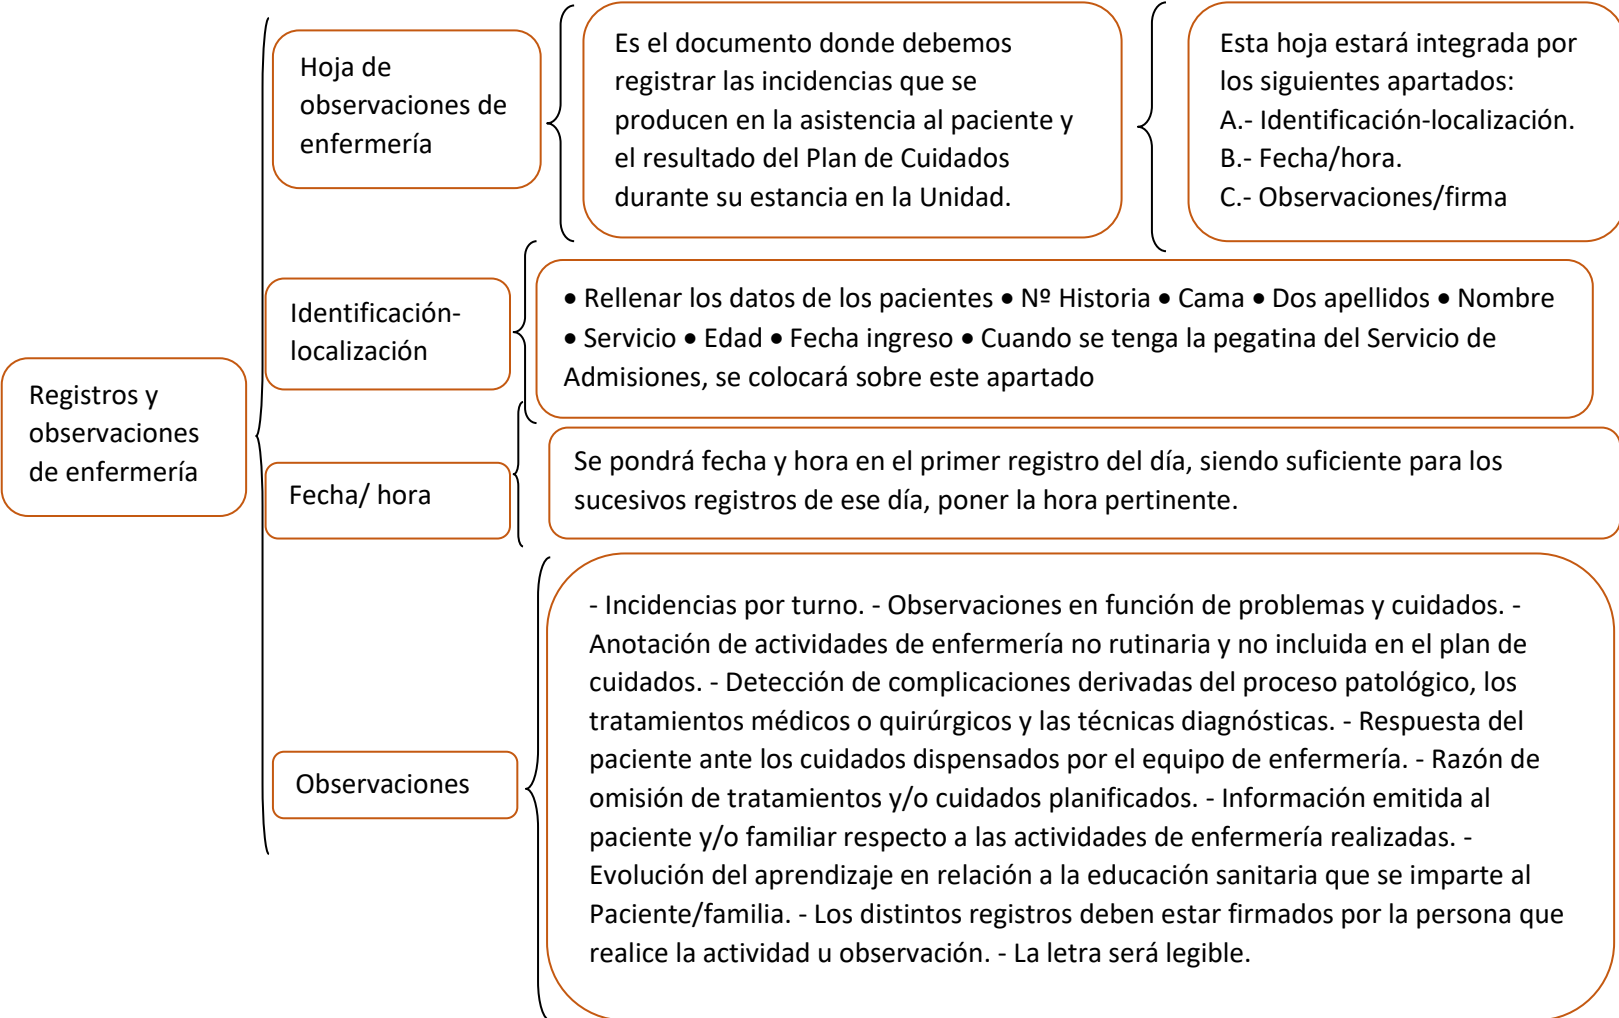 Registros y
observaciones
de enfermería
Hoja de
observaciones de
enfermería
Es el documento donde debemos
registrar las incidencias que se
producen en la asistencia al paciente y
el resultado del Plan de Cuidados
durante su estancia en la Unidad.
Esta hoja estará integrada por
los siguientes apartados:
A.- Identificación-localización.
B.- Fecha/hora.
C.- Observaciones/firma
Identificación-
localización
• Rellenar los datos de los pacientes • Nº Historia • Cama • Dos apellidos • Nombre
• Servicio • Edad • Fecha ingreso • Cuando se tenga la pegatina del Servicio de
Admisiones, se colocará sobre este apartado
Fecha/ hora
Se pondrá fecha y hora en el primer registro del día, siendo suficiente para los
sucesivos registros de ese día, poner la hora pertinente.
Observaciones
- Incidencias por turno. - Observaciones en función de problemas y cuidados. -
Anotación de actividades de enfermería no rutinaria y no incluida en el plan de
cuidados. - Detección de complicaciones derivadas del proceso patológico, los
tratamientos médicos o quirúrgicos y las técnicas diagnósticas. - Respuesta del
paciente ante los cuidados dispensados por el equipo de enfermería. - Razón de
omisión de tratamientos y/o cuidados planificados. - Información emitida al
paciente y/o familiar respecto a las actividades de enfermería realizadas. -
Evolución del aprendizaje en relación a la educación sanitaria que se imparte al
Paciente/familia. - Los distintos registros deben estar firmados por la persona que
realice la actividad u observación. - La letra será legible.